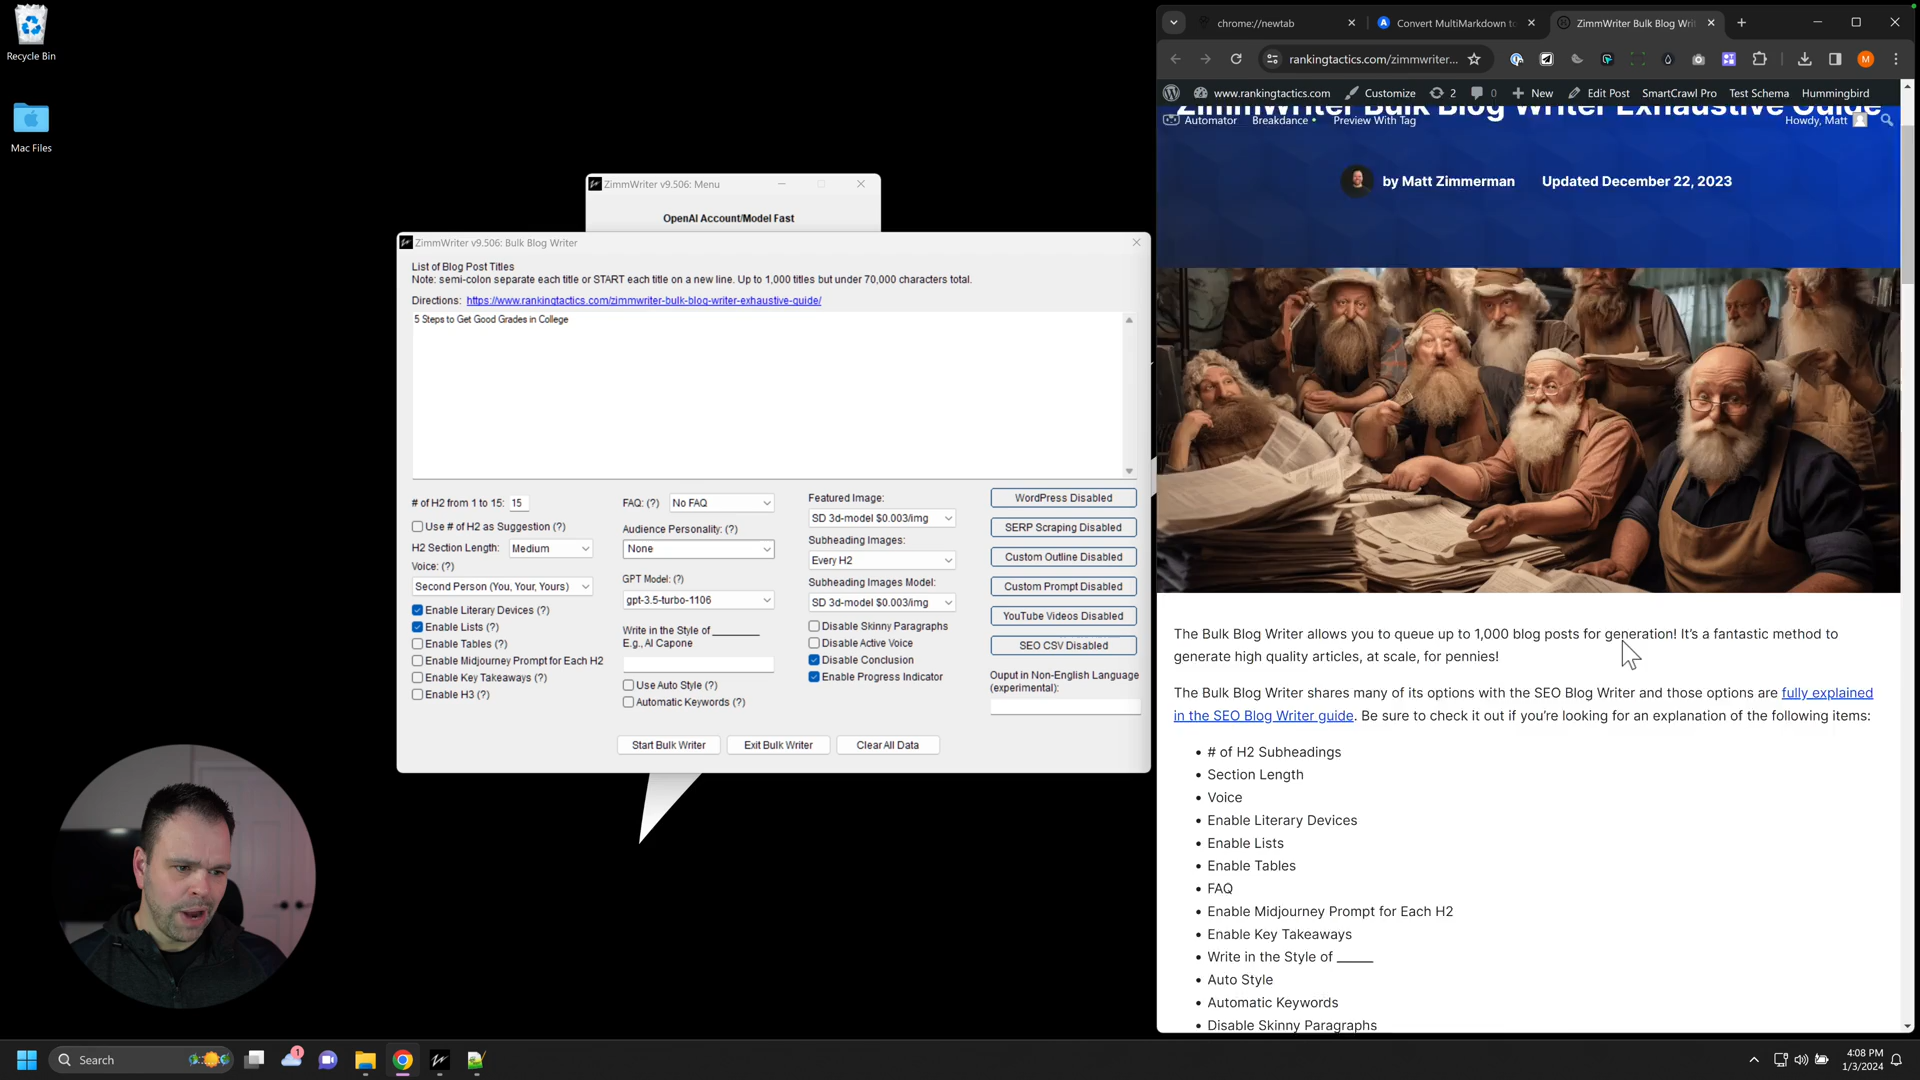 Recycle Bin
Mac Files
ZimmWriter v9.506: Menu
OpenAI Account/Model Fast
ZimmWriter v9.506: Bulk Blog Writer
List of Blog Post Titles
Note: semi-colon separate each title or START each title on a new line. Up to 1,000 titles but under 70,000 characters total.
Directions: https://www.rankingtactics.com/zimmwriter-bulk-blog-writer-exhaustive-guide/
5 Steps to Get Good Grades in College
# of H2 from 1 to 15: 15
Use # of H2 as Suggestion (?)
H2 Section Length: Medium
Voice: (?)
Second Person (You, Your, Yours)
Enable Literary Devices (?)
Enable Lists (?)
Enable Tables (?)
Enable Midjourney Prompt for Each H2
Enable Key Takeaways (?)
Enable H3 (?)
FAQ: (?) No FAQ
Audience Personality: (?)
None
GPT Model: (?)
gpt-3.5-turbo-1106
Write in the Style of ________
E.g., Al Capone
Use Auto Style (?)
Automatic Keywords (?)
Featured Image:
SD 3d-model $0.003/img
Subheading Images:
Every H2
Subheading Images Model:
SD 3d-model $0.003/img
Disable Skinny Paragraphs
Disable Active Voice
Disable Conclusion
Enable Progress Indicator
WordPress Disabled
SERP Scraping Disabled
Custom Outline Disabled
Custom Prompt Disabled
YouTube Videos Disabled
SEO CSV Disabled
Ouput in Non-English Language
(experimental):
Start Bulk Writer
Exit Bulk Writer
Clear All Data
chrome://newtab
Convert MultiMarkdown to
ZimmWriter Bulk Blog Wri
rankingtactics.com/zimmwriter...
M
www.rankingtactics.com Customize 2 0 New Edit Post SmartCrawl Pro Test Schema Hummingbird
Automator Breakdance Preview With Tag Howdy, Matt
ZimmWriter Bulk Blog Writer Exhaustive Guide
by Matt Zimmerman Updated December 22, 2023
The Bulk Blog Writer allows you to queue up to 1,000 blog posts for generation! It's a fantastic method to
generate high quality articles, at scale, for pennies!
The Bulk Blog Writer shares many of its options with the SEO Blog Writer and those options are fully explained
in the SEO Blog Writer guide. Be sure to check it out if you're looking for an explanation of the following items:
• # of H2 Subheadings
• Section Length
• Voice
• Enable Literary Devices
• Enable Lists
• Enable Tables
• FAQ
• Enable Midjourney Prompt for Each H2
• Enable Key Takeaways
• Write in the Style of ______
• Auto Style
• Automatic Keywords
• Disable Skinny Paragraphs
Search
1
4:08 PM
1/3/2024